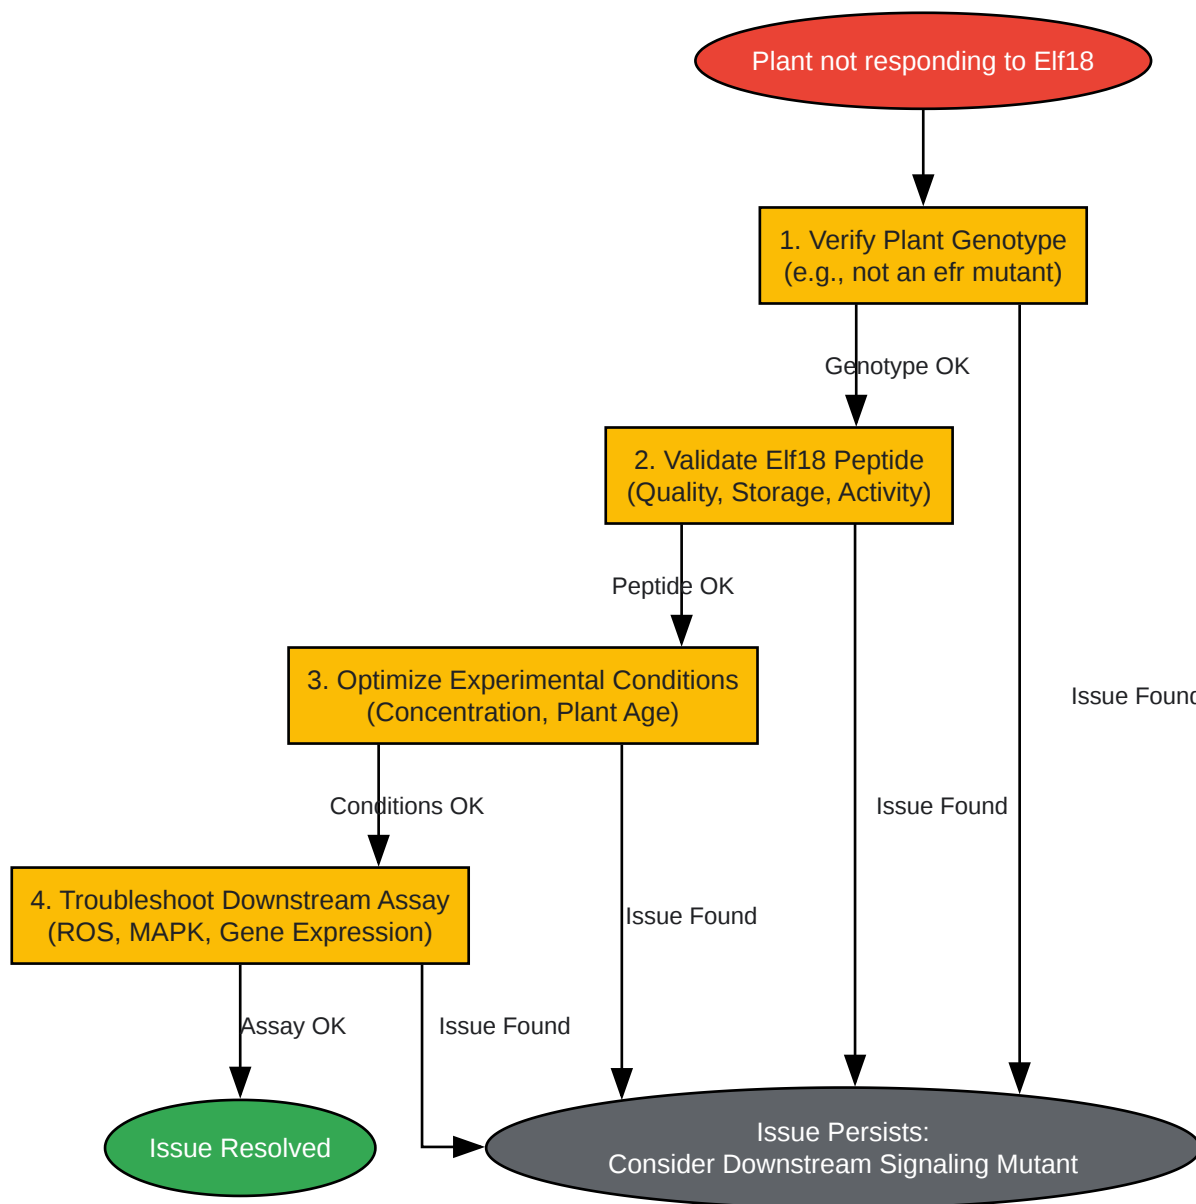 Plant not responding to Elf18
1. Verify Plant Genotype
(e.g., not an efr mutant)
Genotype OK
2. Validate Elf18 Peptide
(Quality, Storage, Activity)
Peptide OK
3. Optimize Experimental Conditions
(Concentration, Plant Age)
Issue Found
Conditions OK
Issue Found
4. Troubleshoot Downstream Assay
(ROS, MAPK, Gene Expression)
Issue Found
Assay OK
Issue Found
Issue Resolved
Issue Persists:
Consider Downstream Signaling Mutant